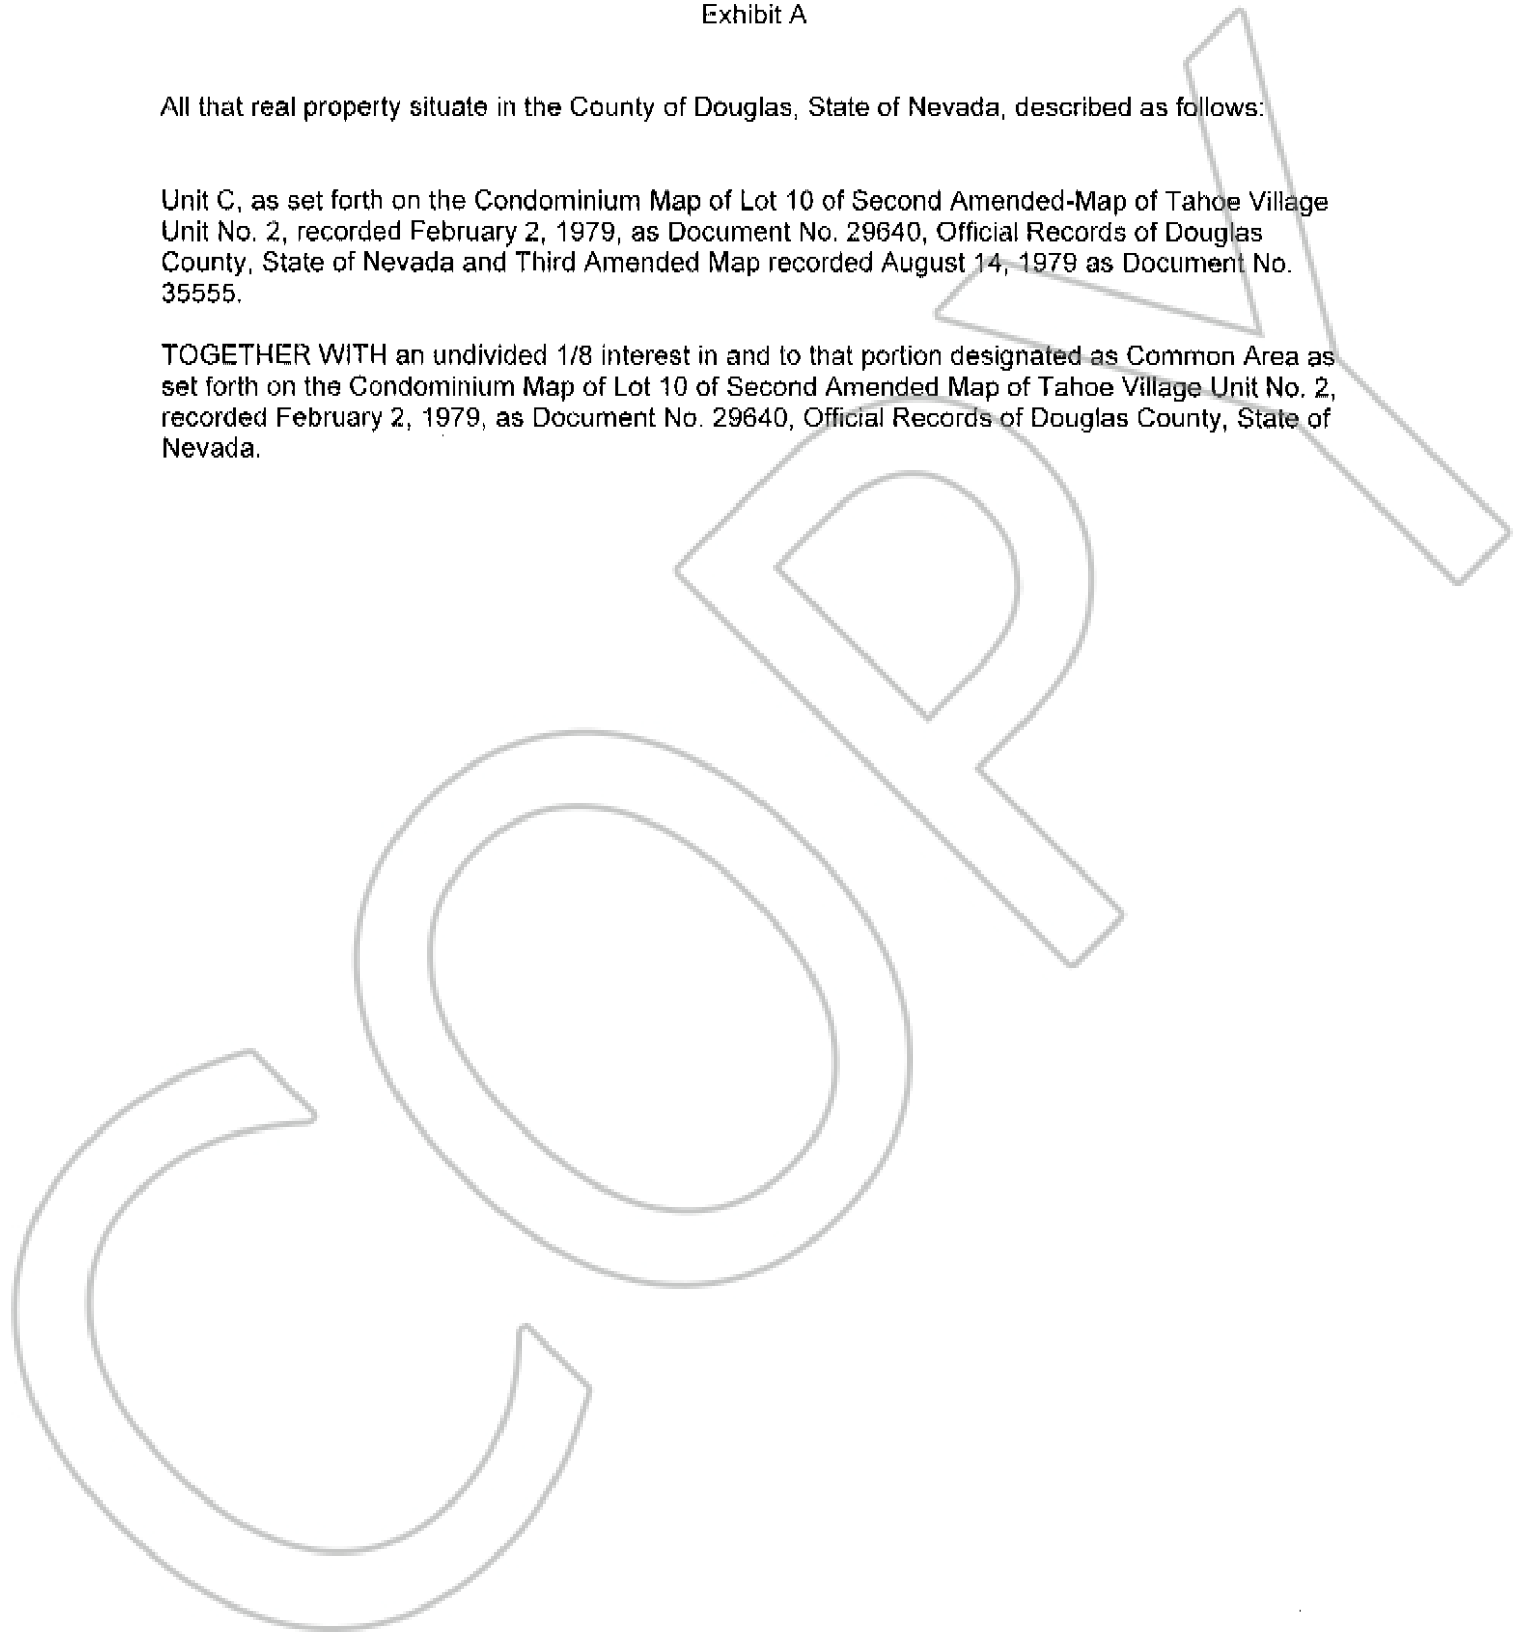 Exhibit A
All that real property situate in the County of Douglas, State of Nevada, described as follows:
Unit C, as set forth on the Condominium Map of Lot 10 of Second Amended-Map of Tahoe Village
Unit No. 2, recorded February 2, 1979, as Document No. 29640, Official Records of Douglas
County, State of Nevada and Third Amended Map recorded August 14, 1979 as Document No.
35555.
TOGETHER WITH an undivided 1/8 interest in and to that portion designated as Common Area as
set forth on the Condominium Map of Lot 10 of Second Amended Map of Tahoe Village Unit No. 2,
recorded February 2, 1979, as Document No. 29640, Official Records of Douglas County, State of
Nevada.
COPY